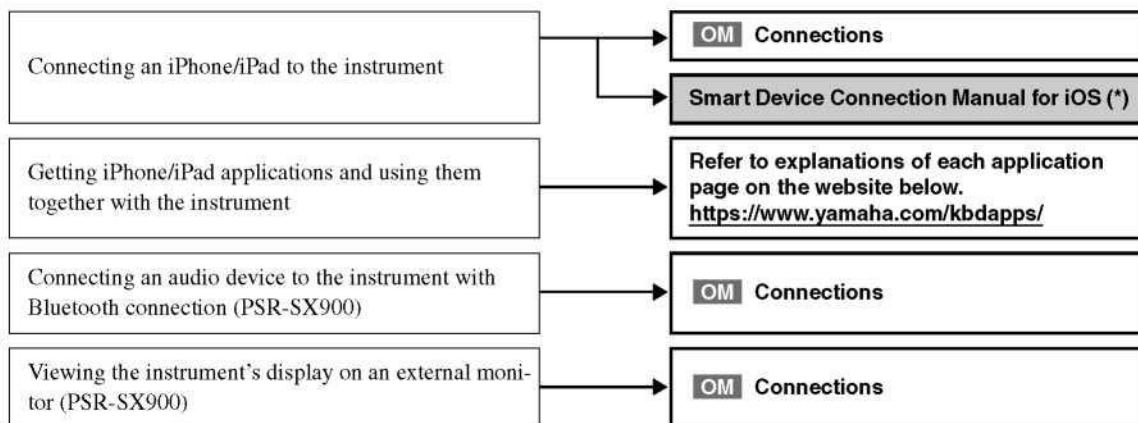 Connecting an iPhone/iPad to the instrument
OM Connections
Smart Device Connection Manual for iOS (*)
Getting iPhone/iPad applications and using them
together with the instrument
Refer to explanations of each application
page on the website below.
https://www.yamaha.com/kbdapps/
Connecting an audio device to the instrument with
Bluetooth connection (PSR-SX900)
OM Connections
Viewing the instrument's display on an external moni-
tor (PSR-SX900)
OM Connections